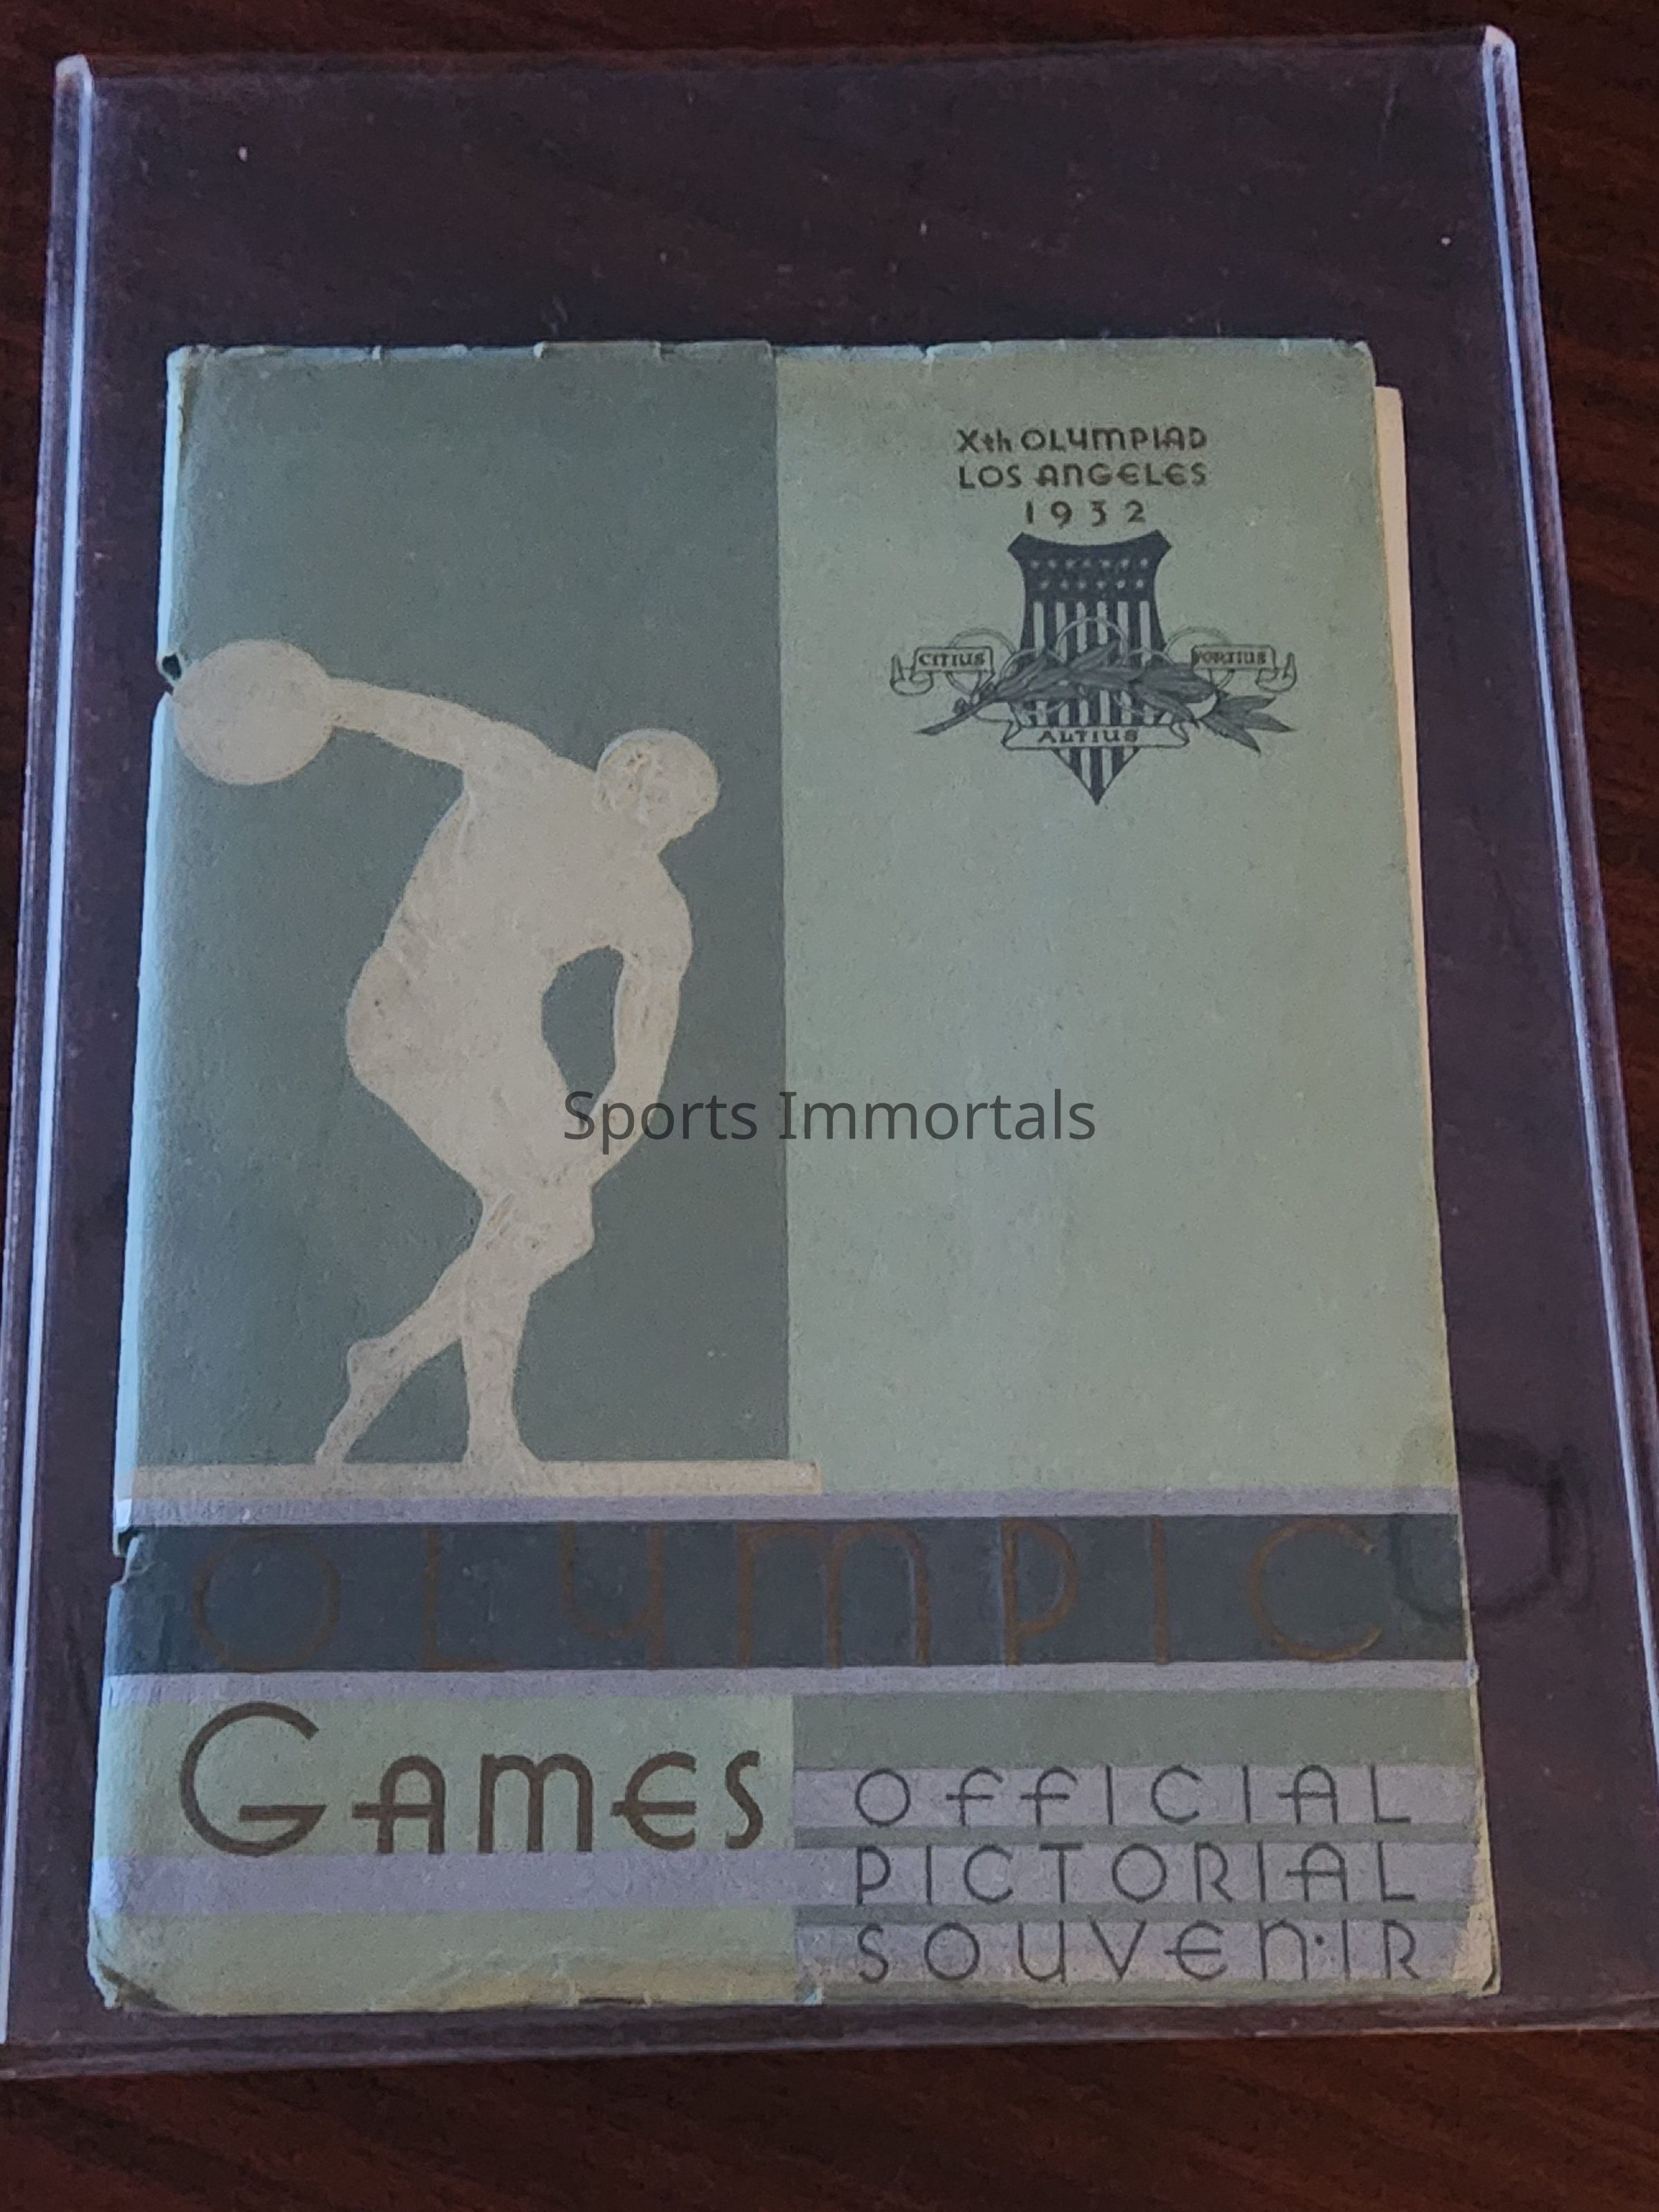 Xth OLYMPIAD
LOS ANGELES
1932
CITIUS
FORTIUS
ALTIUS
Sports Immortals
OLYMPIC
GAMES
OFFICIAL
PICTORIAL
SOUVENIR